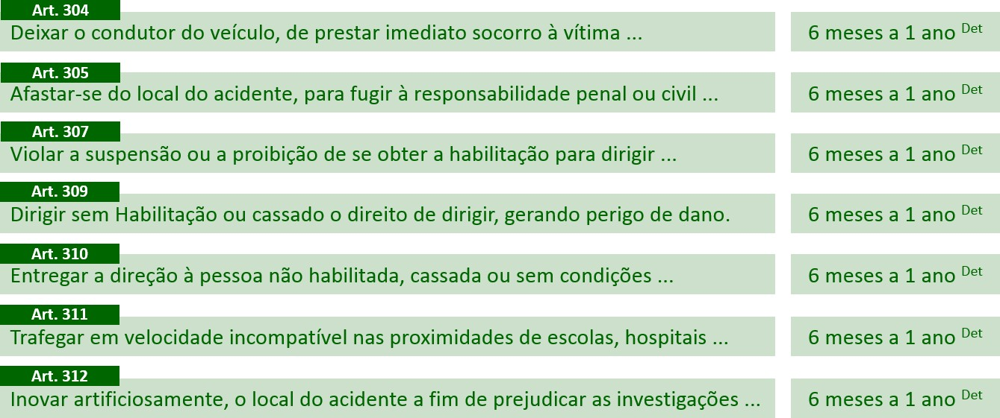 Art. 304
Deixar o condutor do veículo, de prestar imediato socorro à vítima ... 6 meses a 1 ano Det
Art. 305
Afastar-se do local do acidente, para fugir à responsabilidade penal ou civil ... 6 meses a 1 ano Det
Art. 307
Violar a suspensão ou a proibição de se obter a habilitação para dirigir ... 6 meses a 1 ano Det
Art. 309
Dirigir sem Habilitação ou cassado o direito de dirigir, gerando perigo de dano. 6 meses a 1 ano Det
Art. 310
Entregar a direção à pessoa não habilitada, cassada ou sem condições ... 6 meses a 1 ano Det
Art. 311
Trafegar em velocidade incompatível nas proximidades de escolas, hospitais ... 6 meses a 1 ano Det
Art. 312
Inovar artificiosamente, o local do acidente a fim de prejudicar as investigações ... 6 meses a 1 ano Det